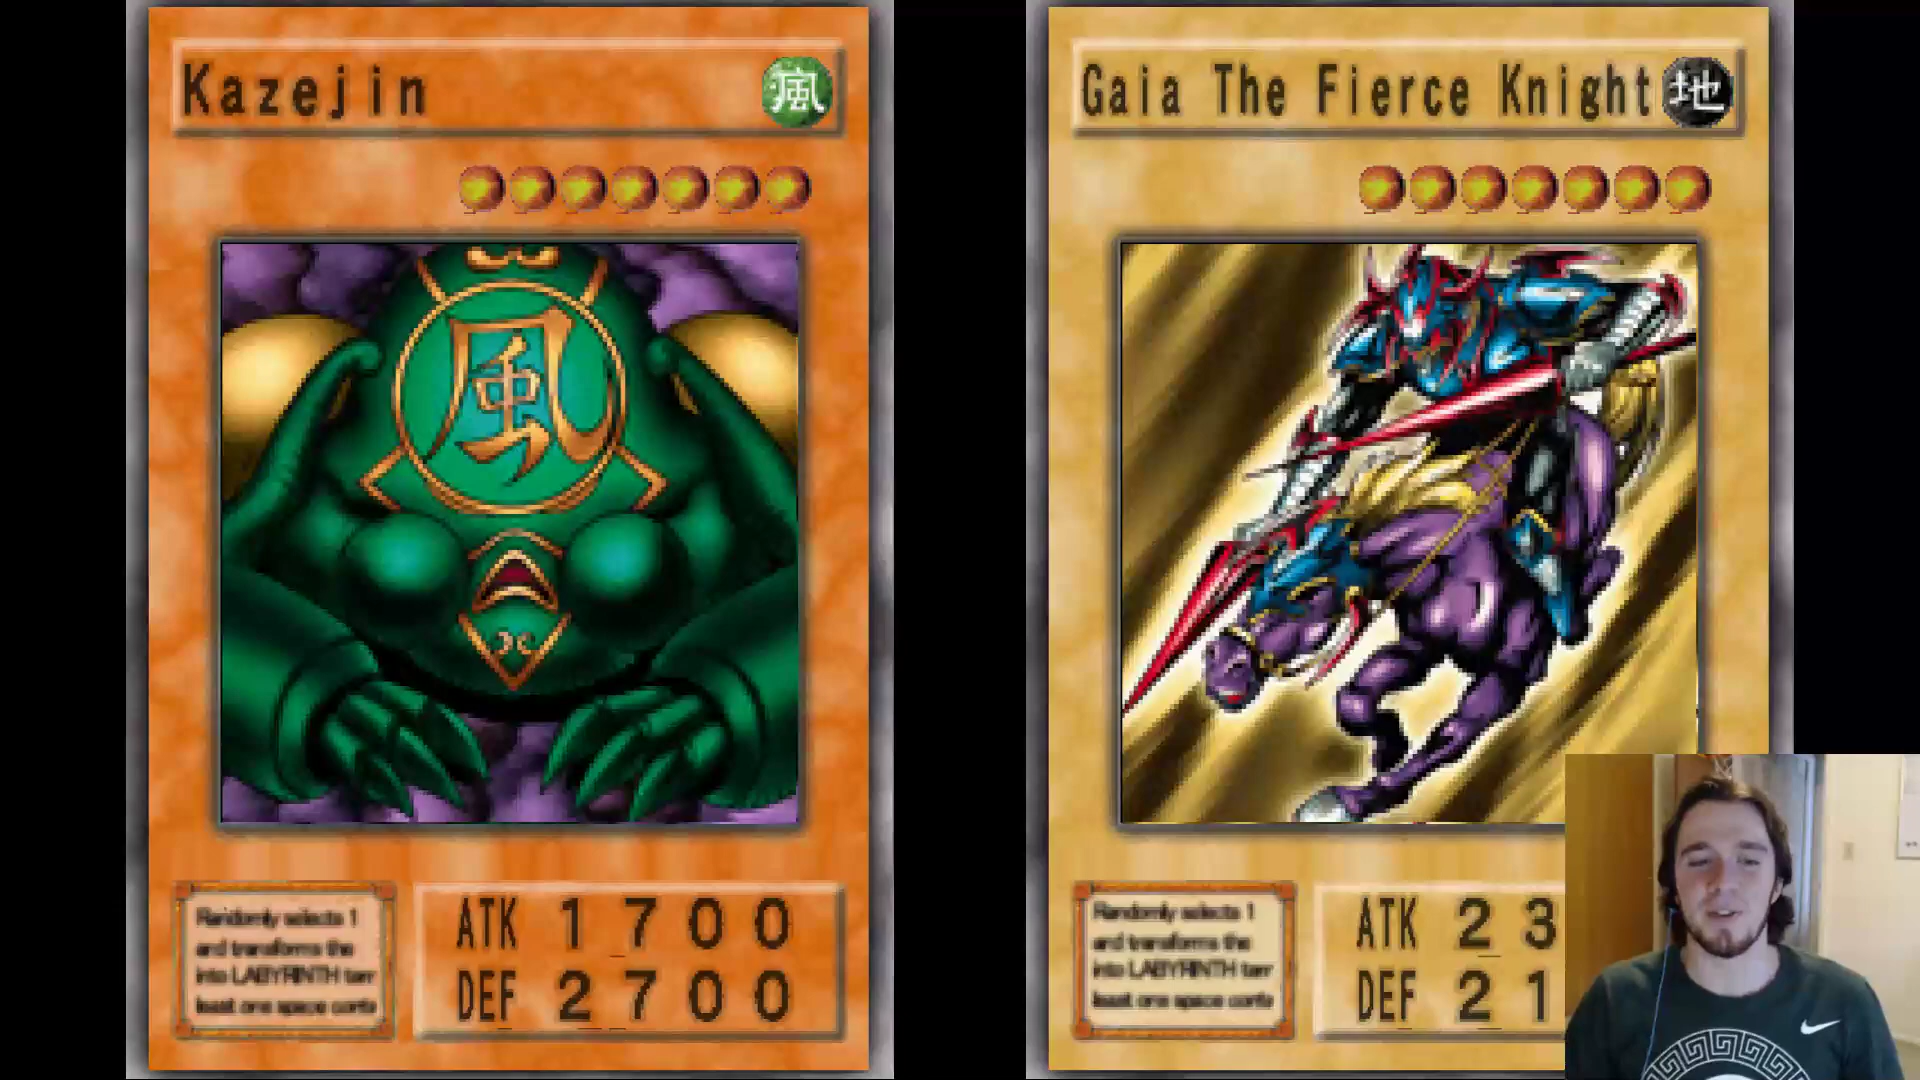 Kazejin
風
風
Randomly selects 1
and transforms the
into LABYRINTH terr
least one space conta
ATK 1700
DEF 2700
Gaia The Fierce Knight
地
Randomly selects 1
and transforms the
into LABYRINTH terr
least one space conta
ATK 23
DEF 21